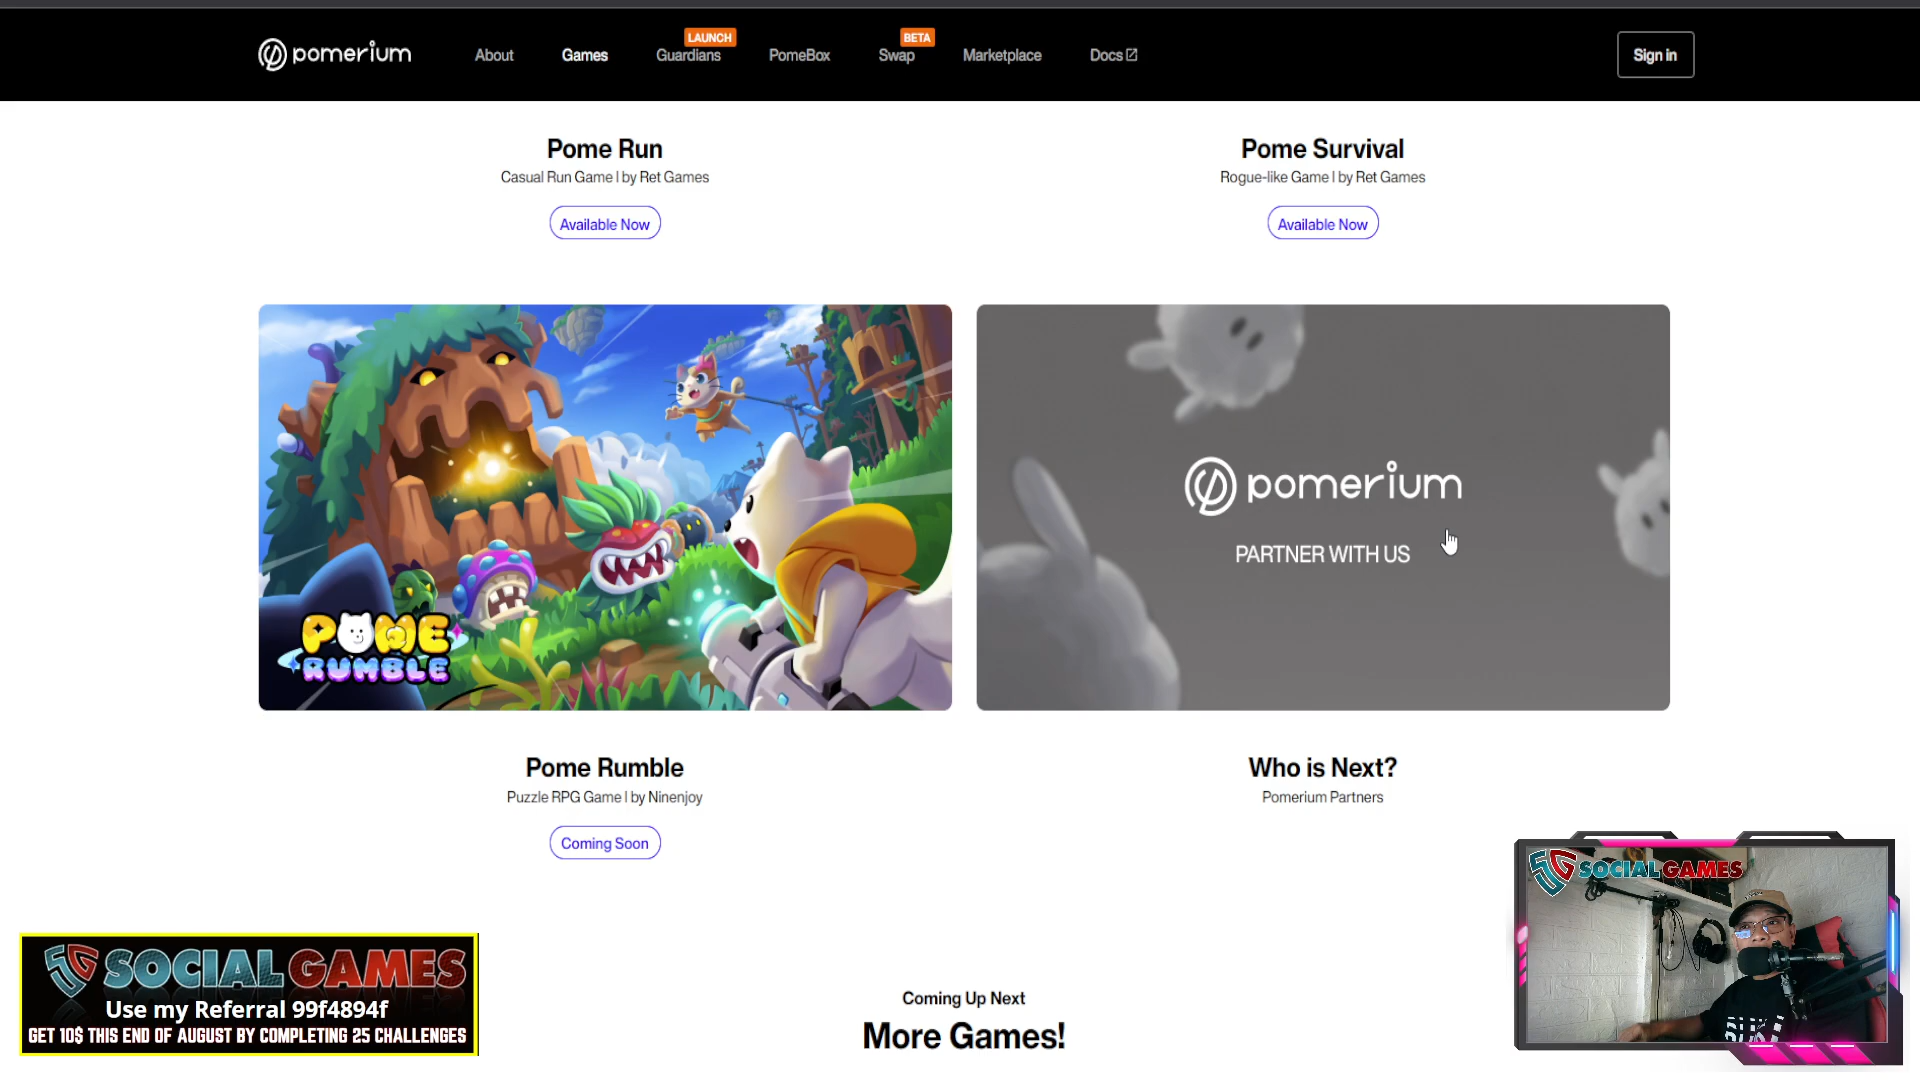 pomerium
About
Games
LAUNCH
Guardians
PomeBox
BETA
Swap
Marketplace
Docs
Sign in
Pome Run
Casual Run Game | by Ret Games
Available Now
Pome Survival
Rogue-like Game | by Ret Games
Available Now
POME
RUMBLE
pomerium
PARTNER WITH US
Pome Rumble
Puzzle RPG Game | by Ninenjoy
Coming Soon
Who is Next?
Pomerium Partners
SG SOCIAL GAMES
SG SOCIAL GAMES
Use my Referral 99f4894f
GET 10$ THIS END OF AUGUST BY COMPLETING 25 CHALLENGES
Coming Up Next
More Games!